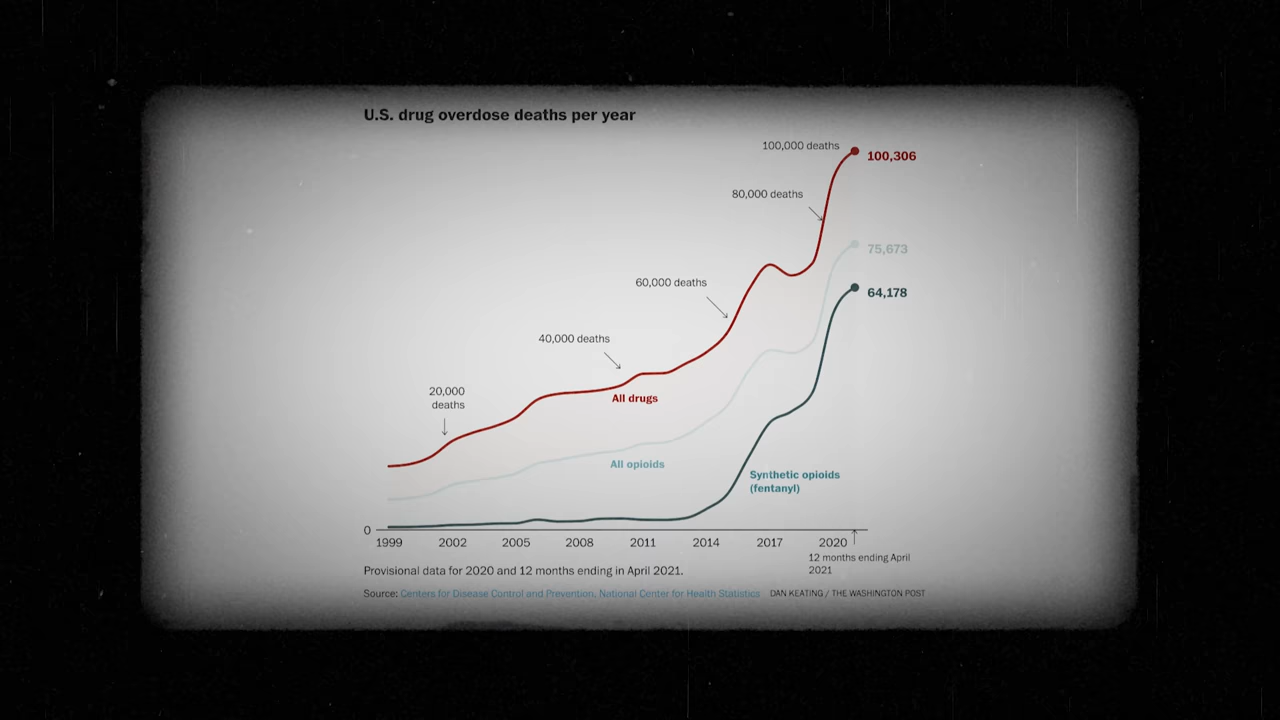 U.S. drug overdose deaths per year
100,000 deaths
100,306
80,000 deaths
75,673
60,000 deaths
64,178
40,000 deaths
20,000
deaths
All drugs
All opioids
Synthetic opioids
(fentanyl)
0
1999 2002 2005 2008 2011 2014 2017 2020
12 months ending April
2021
Provisional data for 2020 and 12 months ending in April 2021.
Source: Centers for Disease Control and Prevention, National Center for Health Statistics DAN KEATING / THE WASHINGTON POST